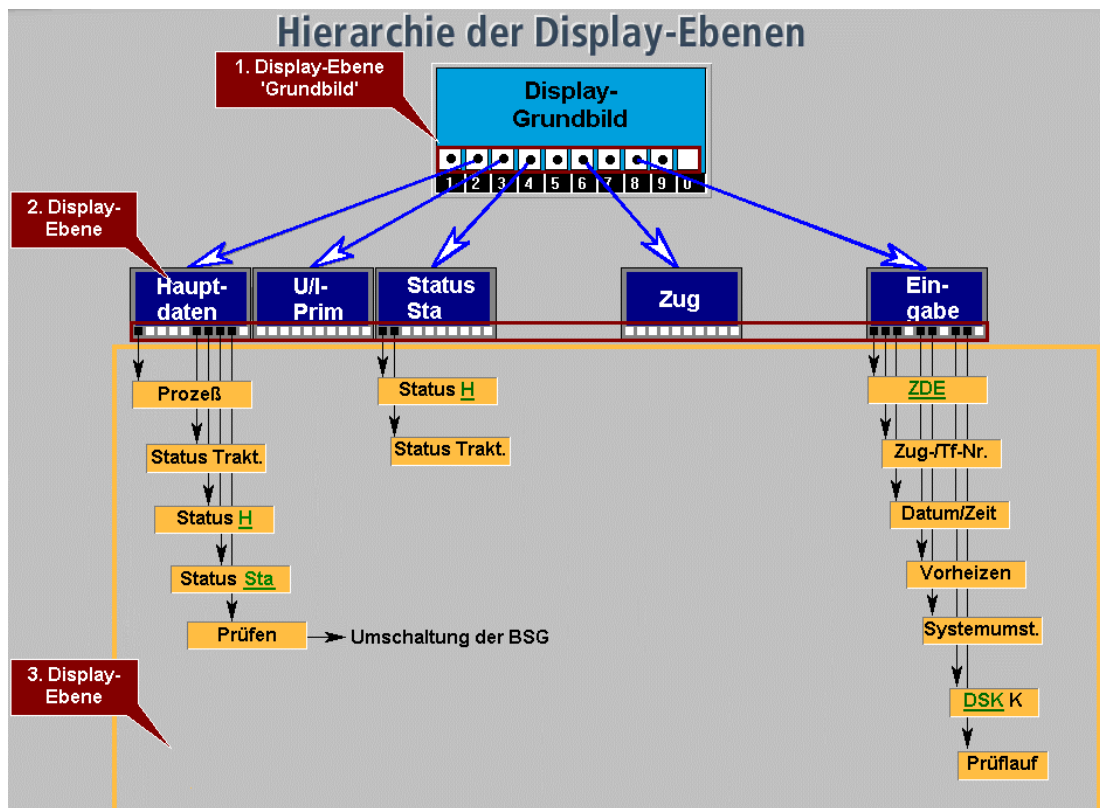 Hierarchie der Display-Ebenen
1. Display-Ebene
'Grundbild'
Display-
Grundbild
1 2 3 4 5 6 7 8 9 0
2. Display-
Ebene
Haupt-
daten
U/I-
Prim
Status
Sta
Zug
Ein-
gabe
Prozeß
Status H
ZDE
Status Trakt.
Status Trakt.
Zug-/Tf-Nr.
Status H
Datum/Zeit
Status Sta
Vorheizen
Prüfen
Umschaltung der BSG
Systemumst.
3. Display-
Ebene
DSK K
Prüflauf